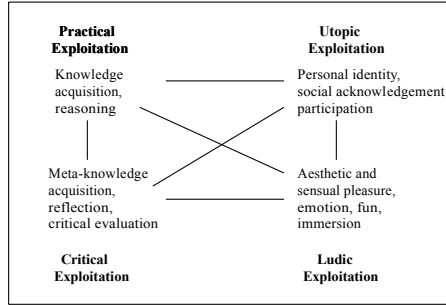 Practical
Exploitation
Utopic
Exploitation
Knowledge
acquisition,
reasoning
Personal identity,
social acknowledgement
participation
Meta-knowledge
acquisition,
reflection,
critical evaluation
Aesthetic and
sensual pleasure,
emotion, fun,
immersion
Critical
Exploitation
Ludic
Exploitation